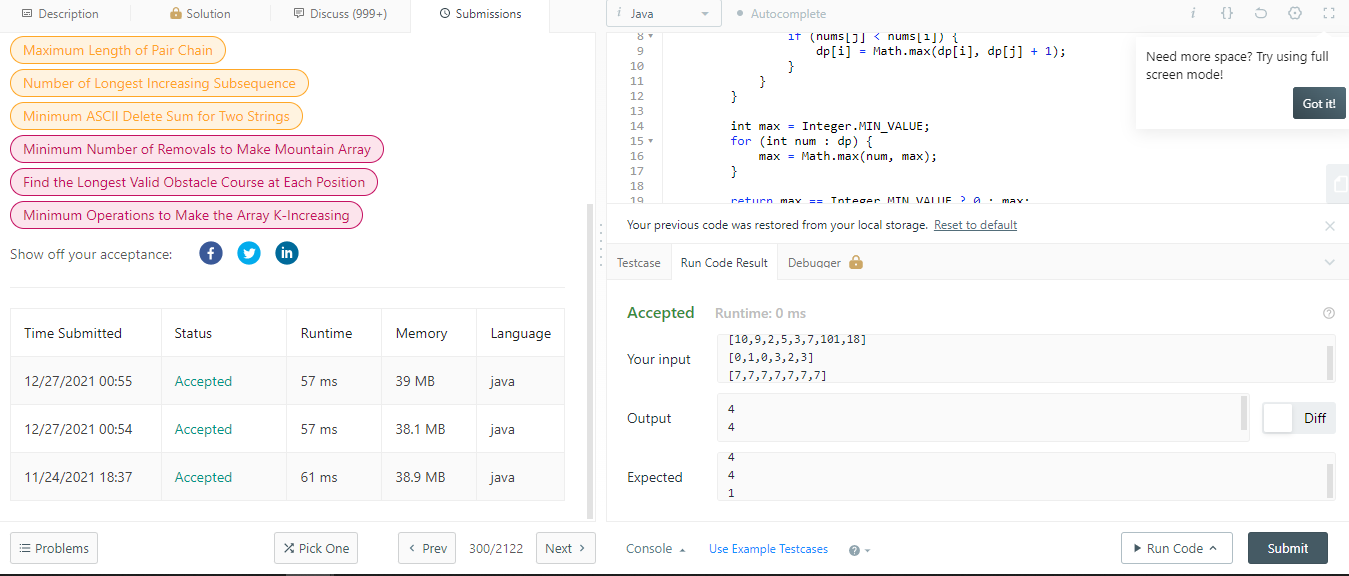 Description
Solution
Discuss (999+)
Submissions
Maximum Length of Pair Chain
Number of Longest Increasing Subsequence
Minimum ASCII Delete Sum for Two Strings
Minimum Number of Removals to Make Mountain Array
Find the Longest Valid Obstacle Course at Each Position
Minimum Operations to Make the Array K-Increasing
Show off your acceptance:
Time Submitted Status Runtime Memory Language
12/27/2021 00:55 Accepted 57 ms 39 MB java
12/27/2021 00:54 Accepted 57 ms 38.1 MB java
11/24/2021 18:37 Accepted 61 ms 38.9 MB java
Problems
Pick One
Prev
300/2122
Next
i Java
Autocomplete
i {}
8 if (nums[j] < nums[i]) {
9 dp[i] = Math.max(dp[i], dp[j] + 1);
10 }
11 }
12 }
13
14 int max = Integer.MIN_VALUE;
15 for (int num : dp) {
16 max = Math.max(num, max);
17 }
18
19 return max == Integer.MIN_VALUE ? 0 : max;
Need more space? Try using full
screen mode!
Got it!
Your previous code was restored from your local storage. Reset to default
Testcase
Run Code Result
Debugger
Accepted Runtime: 0 ms
Your input
[10,9,2,5,3,7,101,18]
[0,1,0,3,2,3]
[7,7,7,7,7,7,7]
Output
4
4
Diff
Expected
4
4
1
Console
Use Example Testcases
?
Run Code
Submit